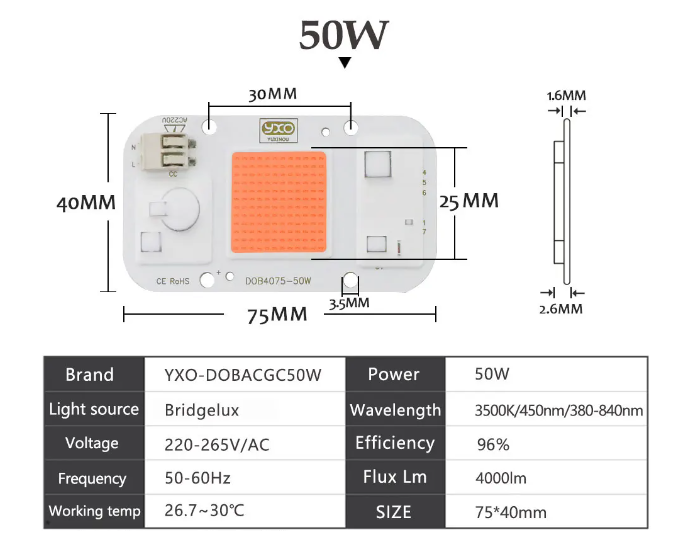 50W
30MM
1.6MM
AC220V
YXO
YUXINOU
N
L
CC
4
5
6
1
7
40MM
25MM
CE RoHS
+
DOB4075-50W
3.5MM
75MM
2.6MM
Brand YXO-DOBACGC50W Power 50W
Light source Bridgelux Wavelength 3500K/450nm/380-840nm
Voltage 220-265V/AC Efficiency 96%
Frequency 50-60Hz Flux Lm 4000lm
Working temp 26.7~30℃ SIZE 75*40mm